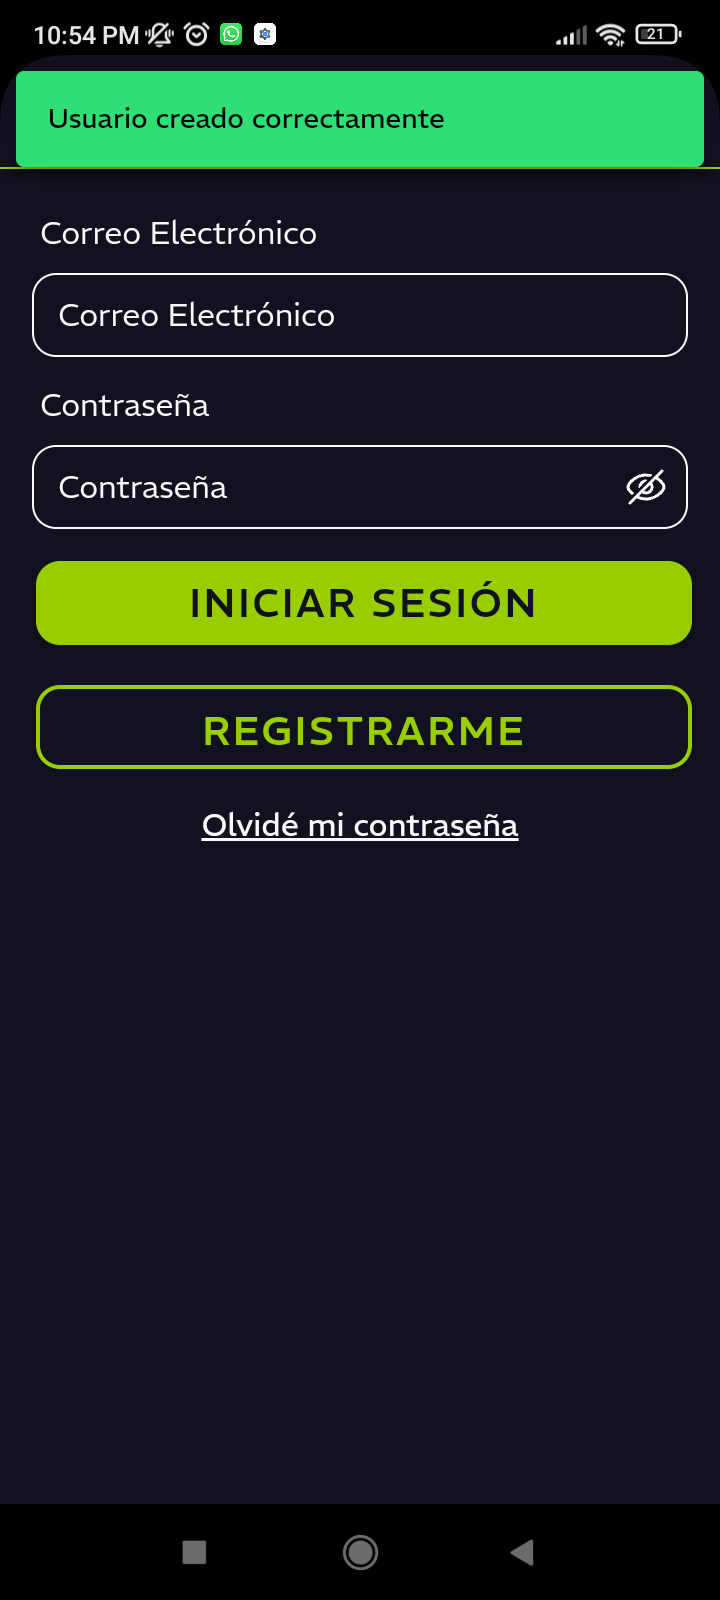 10:54 PM
21
Usuario creado correctamente
Correo Electrónico
Correo Electrónico
Contraseña
Contraseña
INICIAR SESIÓN
REGISTRARME
Olvidé mi contraseña